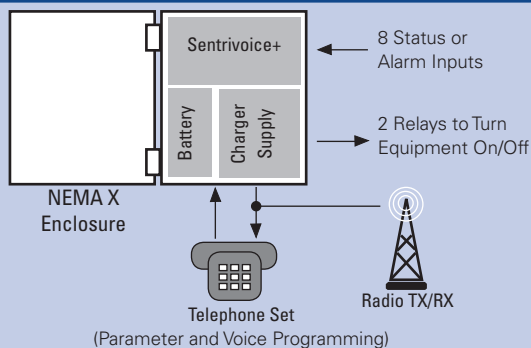 Sentrivoice+
8 Status or
Alarm Inputs
Battery
Charger
Supply
2 Relays to Turn
Equipment On/Off
NEMA X
Enclosure
Telephone Set
Radio TX/RX
(Parameter and Voice Programming)